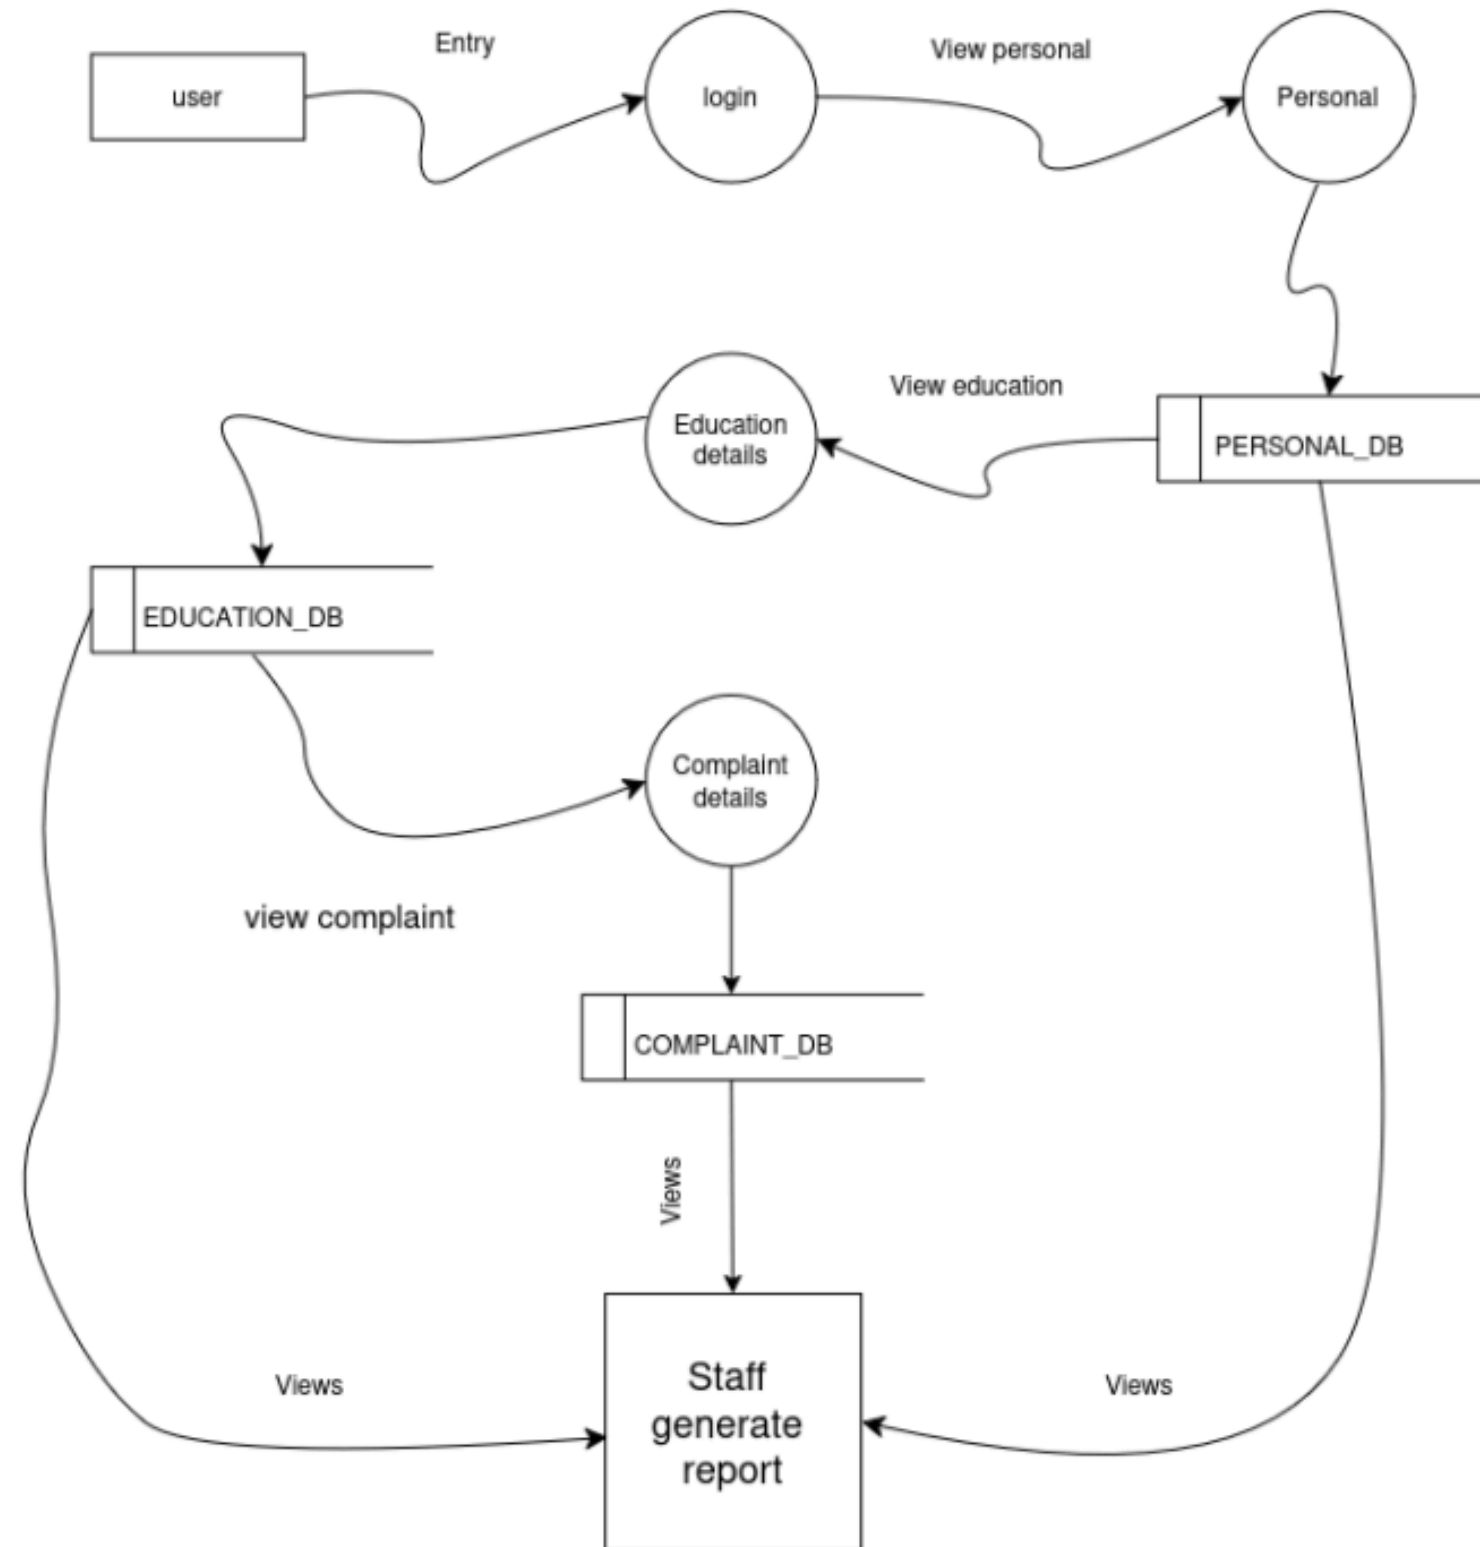 Entry
View personal
user
login
Personal
View education
Education
details
PERSONAL_DB
EDUCATION_DB
Complaint
details
view complaint
COMPLAINT_DB
Views
Views
Views
Staff
generate
report